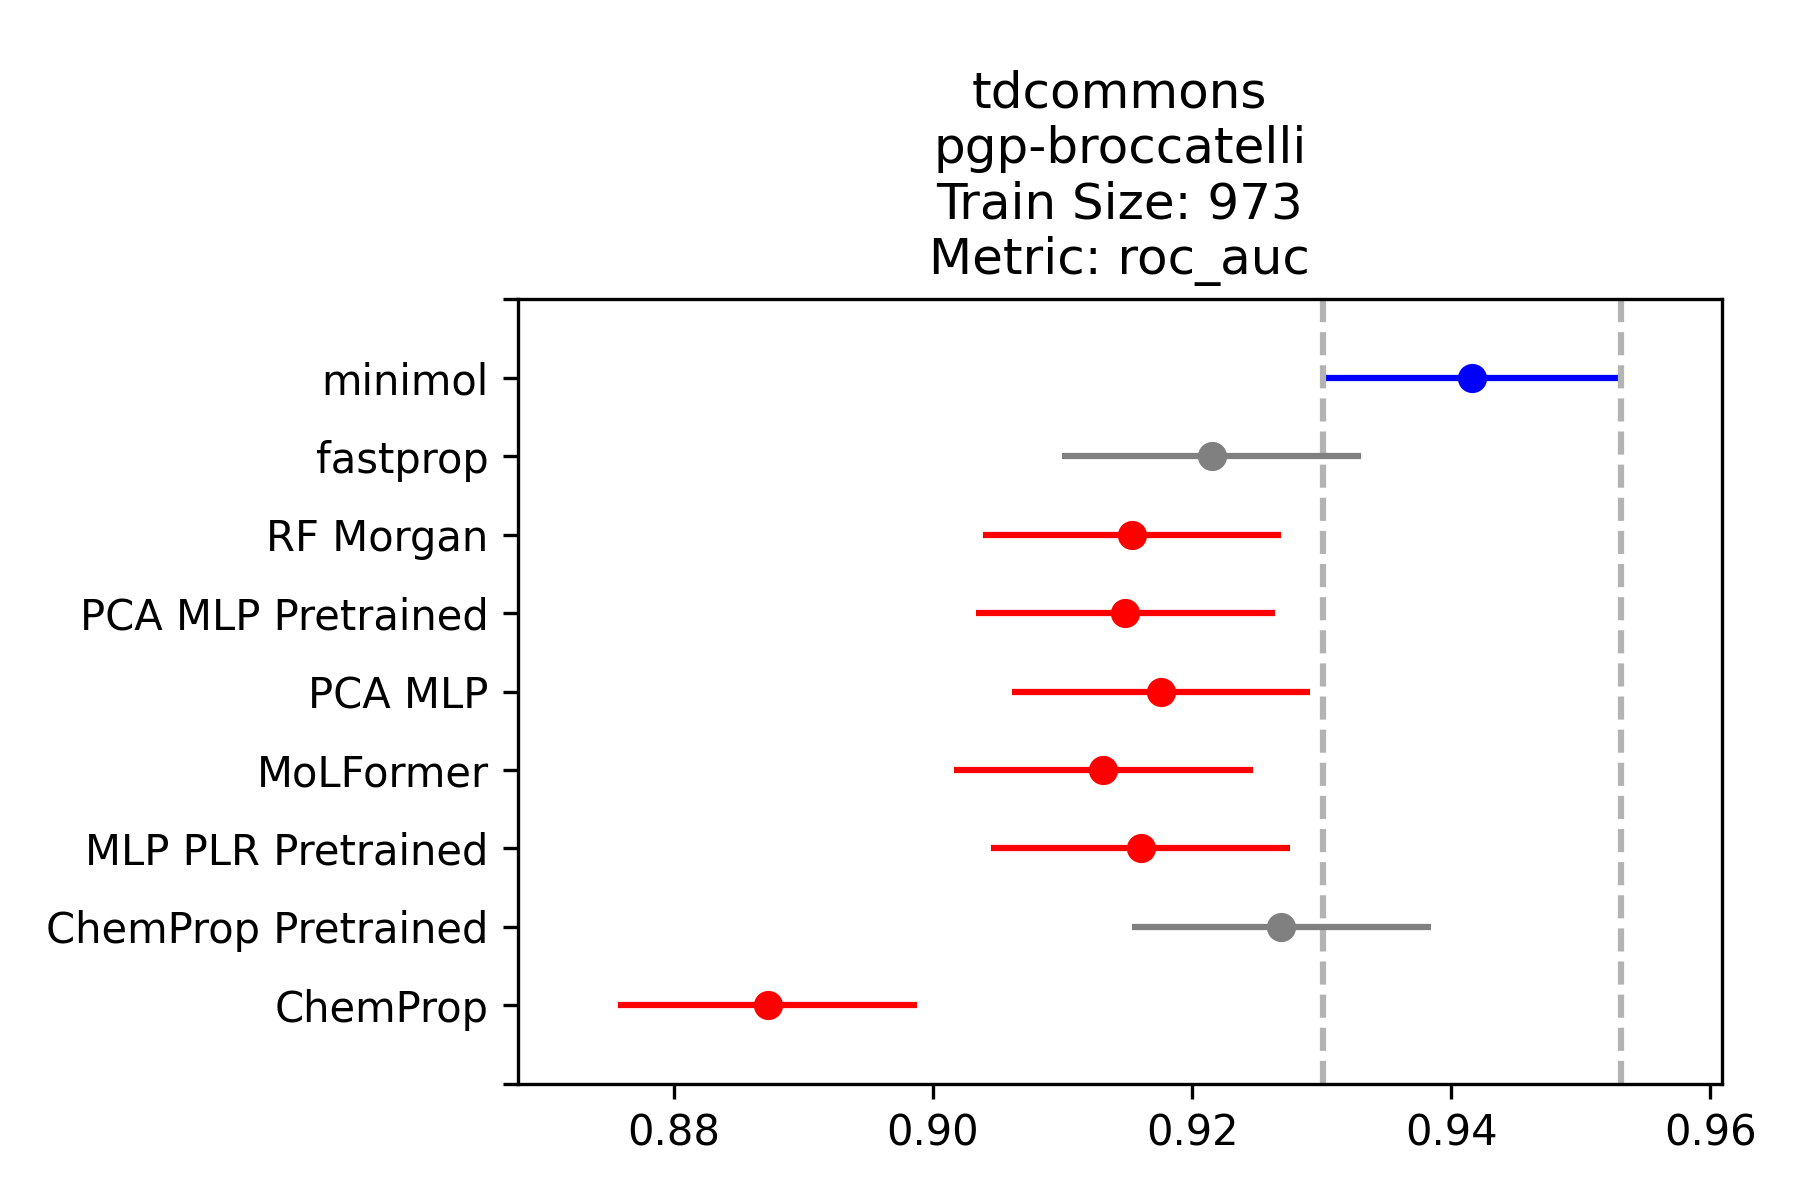 tdcommons
pgp-broccatelli
Train Size: 973
Metric: roc_auc
minimol
fastprop
RF Morgan
PCA MLP Pretrained
PCA MLP
MoLFormer
MLP PLR Pretrained
ChemProp Pretrained
ChemProp
0.88 0.90 0.92 0.94 0.96